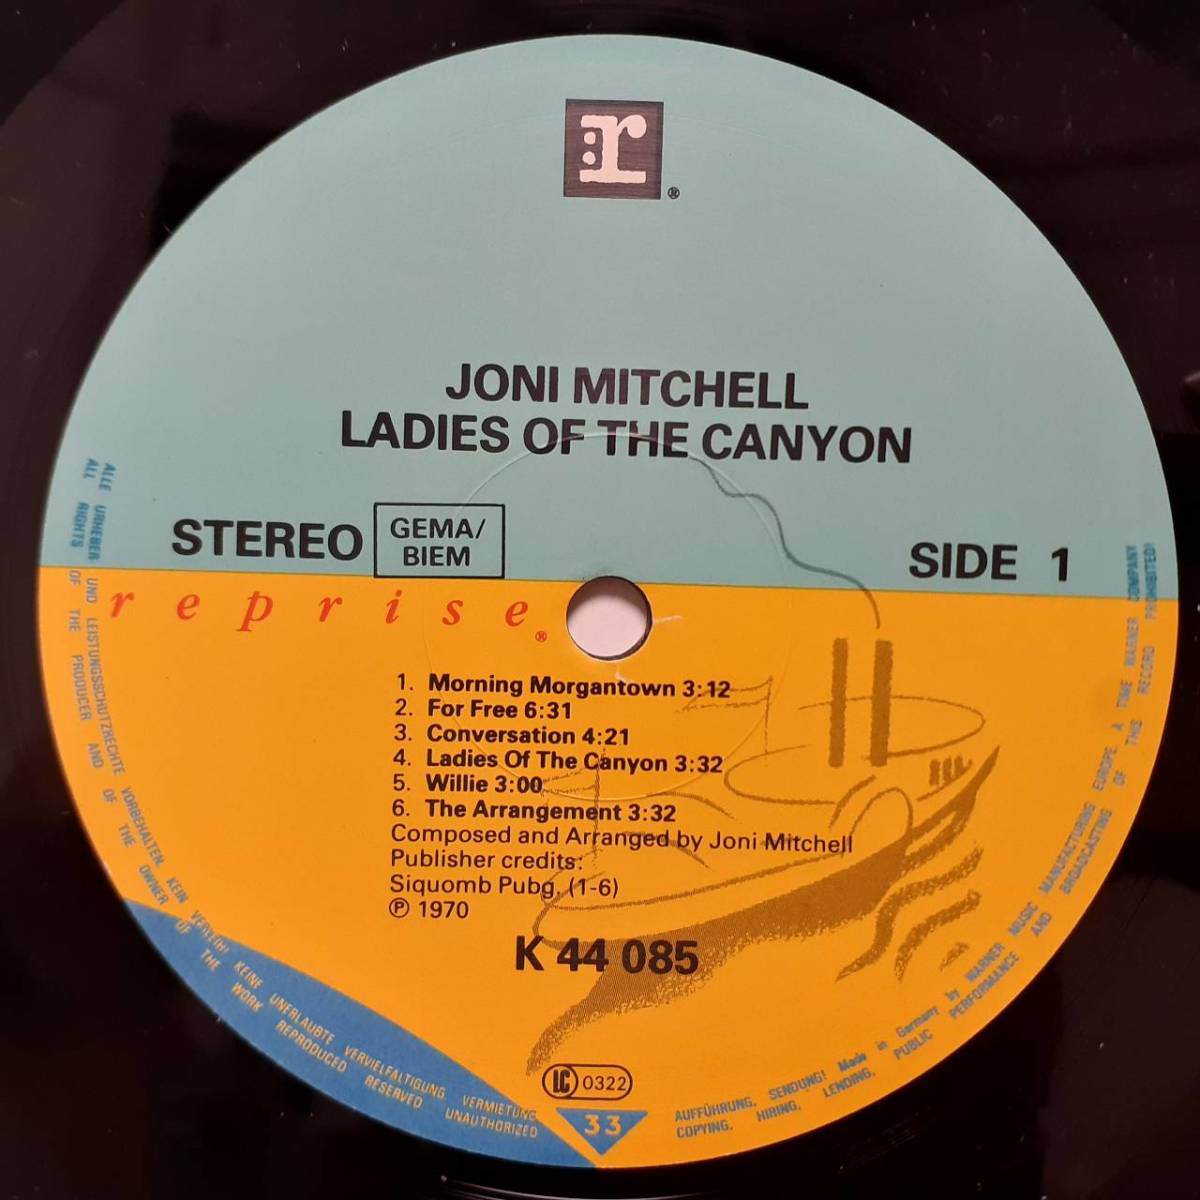 r
®
JONI MITCHELL
LADIES OF THE CANYON
STEREO
GEMA/
BIEM
SIDE 1
reprise®
1. Morning Morgantown 3:12
2. For Free 6:31
3. Conversation 4:21
4. Ladies Of The Canyon 3:32
5. Willie 3:00
6. The Arrangement 3:32
Composed and Arranged by Joni Mitchell
Publisher credits:
Siquomb Pubg. (1-6)
℗ 1970
K 44 085
LC 0322
33
ALLE URHEBER- UND LEISTUNGSSCHUTZRECHTE VORBEHALTEN KEIN VERLEIH! KEINE UNERLAUBTE VERVIELFÄLTIGUNG, VERMIETUNG, AUFFÜHRUNG, SENDUNG! Made in Germany by WARNER MUSIC MANUFACTURING EUROPE. A TIME WARNER COMPANY
ALL RIGHTS OF THE PRODUCER AND OF THE OWNER OF THE WORK REPRODUCED RESERVED UNAUTHORIZED COPYING, HIRING, LENDING, PUBLIC PERFORMANCE AND BROADCASTING OF THIS RECORD PROHIBITED!